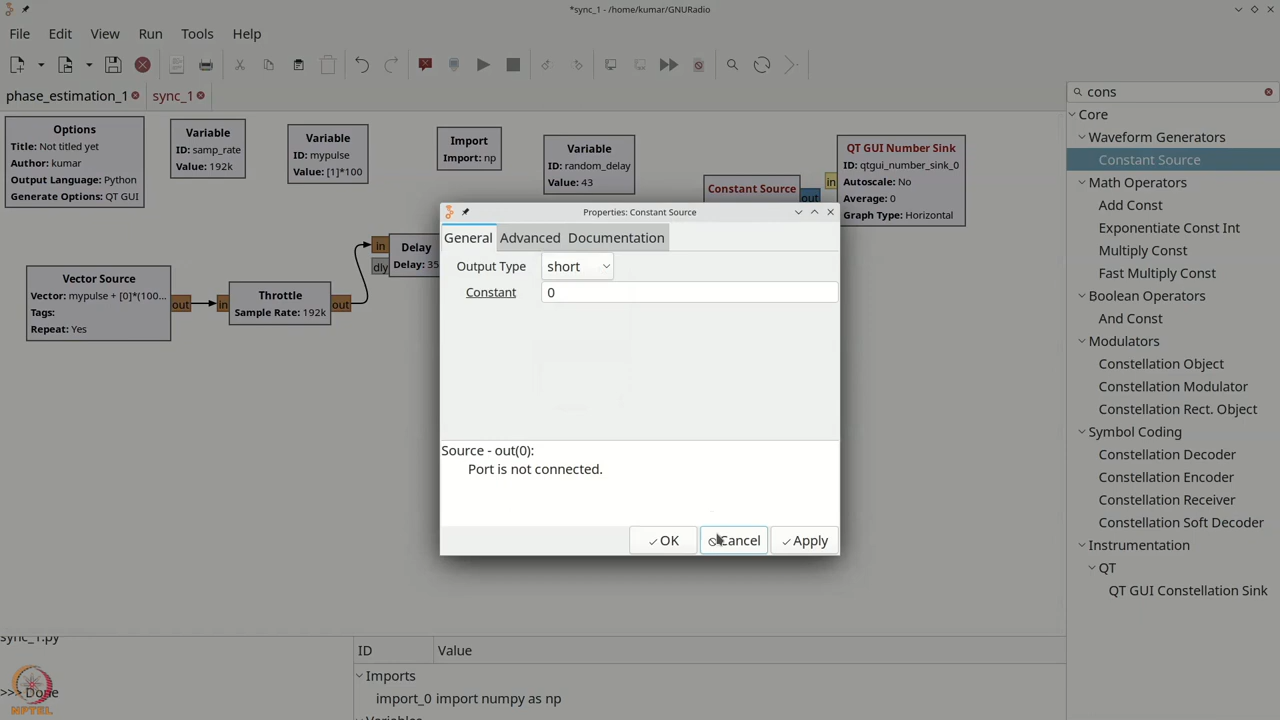 *sync_1 - /home/kumar/GNURadio
File Edit View Run Tools Help
phase_estimation_1 sync_1
cons
Options
Title: Not titled yet
Author: kumar
Output Language: Python
Generate Options: QT GUI
Variable
ID: samp_rate
Value: 192k
Variable
ID: mypulse
Value: [1]*100
Import
Import: np
Variable
ID: random_delay
Value: 43
Constant Source
out
QT GUI Number Sink
ID: qtgui_number_sink_0
Autoscale: No
Average: 0
Graph Type: Horizontal
in
Vector Source
Vector: mypulse + [0]*(100...
Tags:
Repeat: Yes
out
in
Throttle
Sample Rate: 192k
out
in
dly
Delay
Delay: 35
Properties: Constant Source
General Advanced Documentation
Output Type short
Constant 0
Source - out(0):
Port is not connected.
OK Cancel Apply
Core
Waveform Generators
Constant Source
Math Operators
Add Const
Exponentiate Const Int
Multiply Const
Fast Multiply Const
Boolean Operators
And Const
Modulators
Constellation Object
Constellation Modulator
Constellation Rect. Object
Symbol Coding
Constellation Decoder
Constellation Encoder
Constellation Receiver
Constellation Soft Decoder
Instrumentation
QT
QT GUI Constellation Sink
sync_1.py
>>> Done
NPTEL
ID Value
Imports
import_0 import numpy as np
Variables